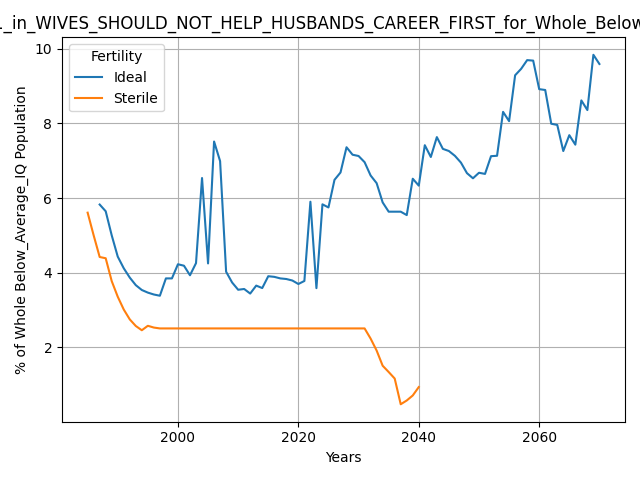 _in_WIVES_SHOULD_NOT_HELP_HUSBANDS_CAREER_FIRST_for_Whole_Below
Fertility
Ideal
Sterile
% of Whole Below_Average_IQ Population
10
8
6
4
2
2000 2020 2040 2060
Years